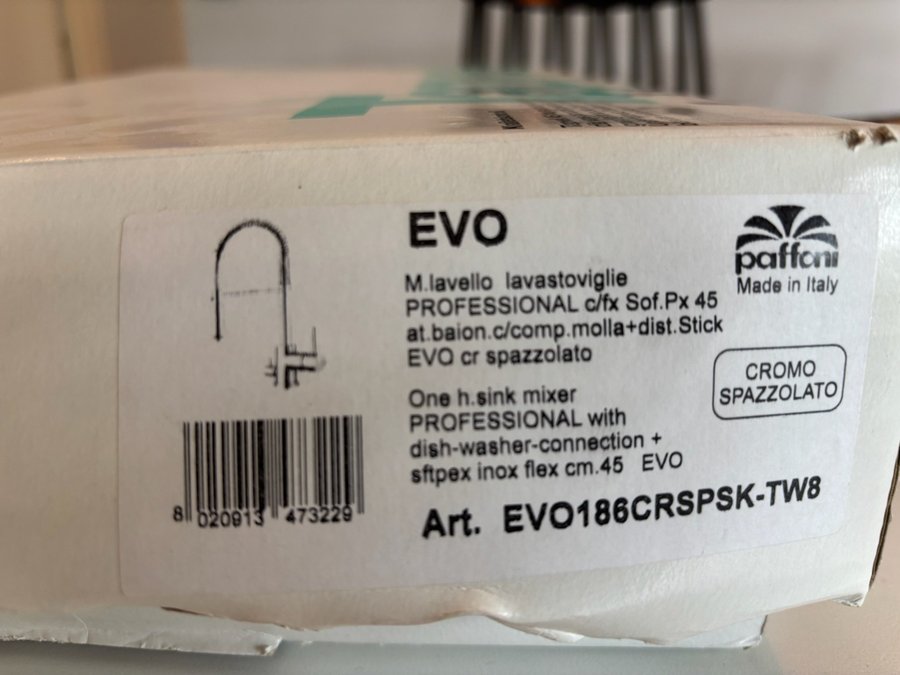 EVO
paffoni
Made in Italy
M.lavello lavastoviglie
PROFESSIONAL c/fx Sof.Px 45
at.baion.c/comp.molla+dist.Stick
EVO cr spazzolato
CROMO
SPAZZOLATO
One h.sink mixer
PROFESSIONAL with
dish-washer-connection +
sftpex inox flex cm.45 EVO
Art. EVO186CRSPSK-TW8
8 020913 473229